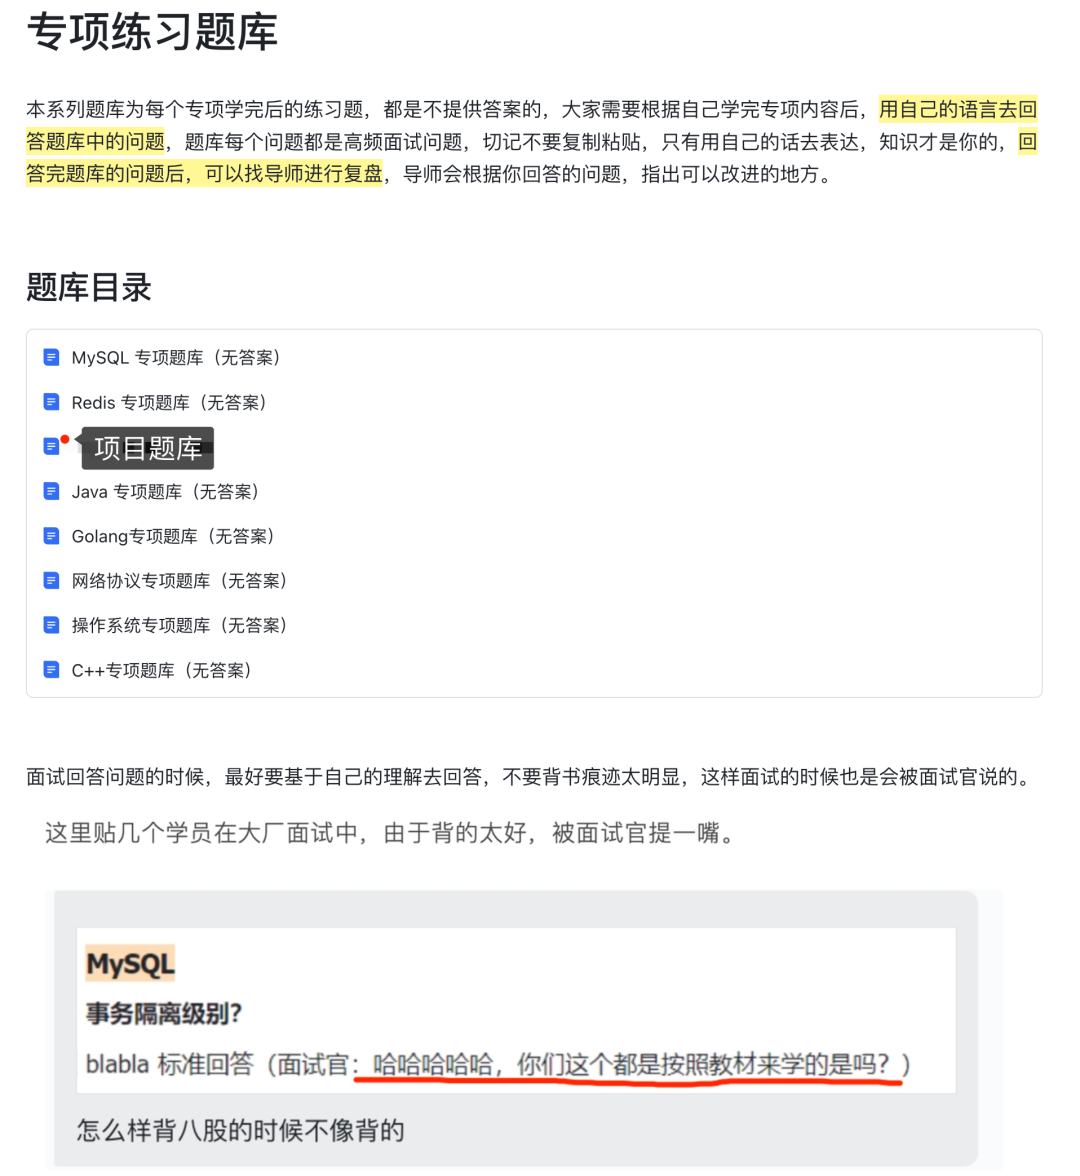 专项练习题库
本系列题库为每个专项学完后的练习题，都是不提供答案的，大家需要根据自己学完专项内容后，用自己的语言去回
答题库中的问题，题库每个问题都是高频面试问题，切记不要复制粘贴，只有用自己的话去表达，知识才是你的，回
答完题库的问题后，可以找导师进行复盘，导师会根据你回答的问题，指出可以改进的地方。
题库目录
MySQL 专项题库（无答案）
Redis 专项题库（无答案）
项目题库
Java 专项题库（无答案）
Golang专项题库（无答案）
网络协议专项题库（无答案）
操作系统专项题库（无答案）
C++专项题库（无答案）
面试回答问题的时候，最好要基于自己的理解去回答，不要背书痕迹太明显，这样面试的时候也是会被面试官说的。
这里贴几个学员在大厂面试中，由于背的太好，被面试官提一嘴。
MySQL
事务隔离级别？
blabla 标准回答（面试官：哈哈哈哈哈，你们这个都是按照教材来学的是吗？）
怎么样背八股的时候不像背的